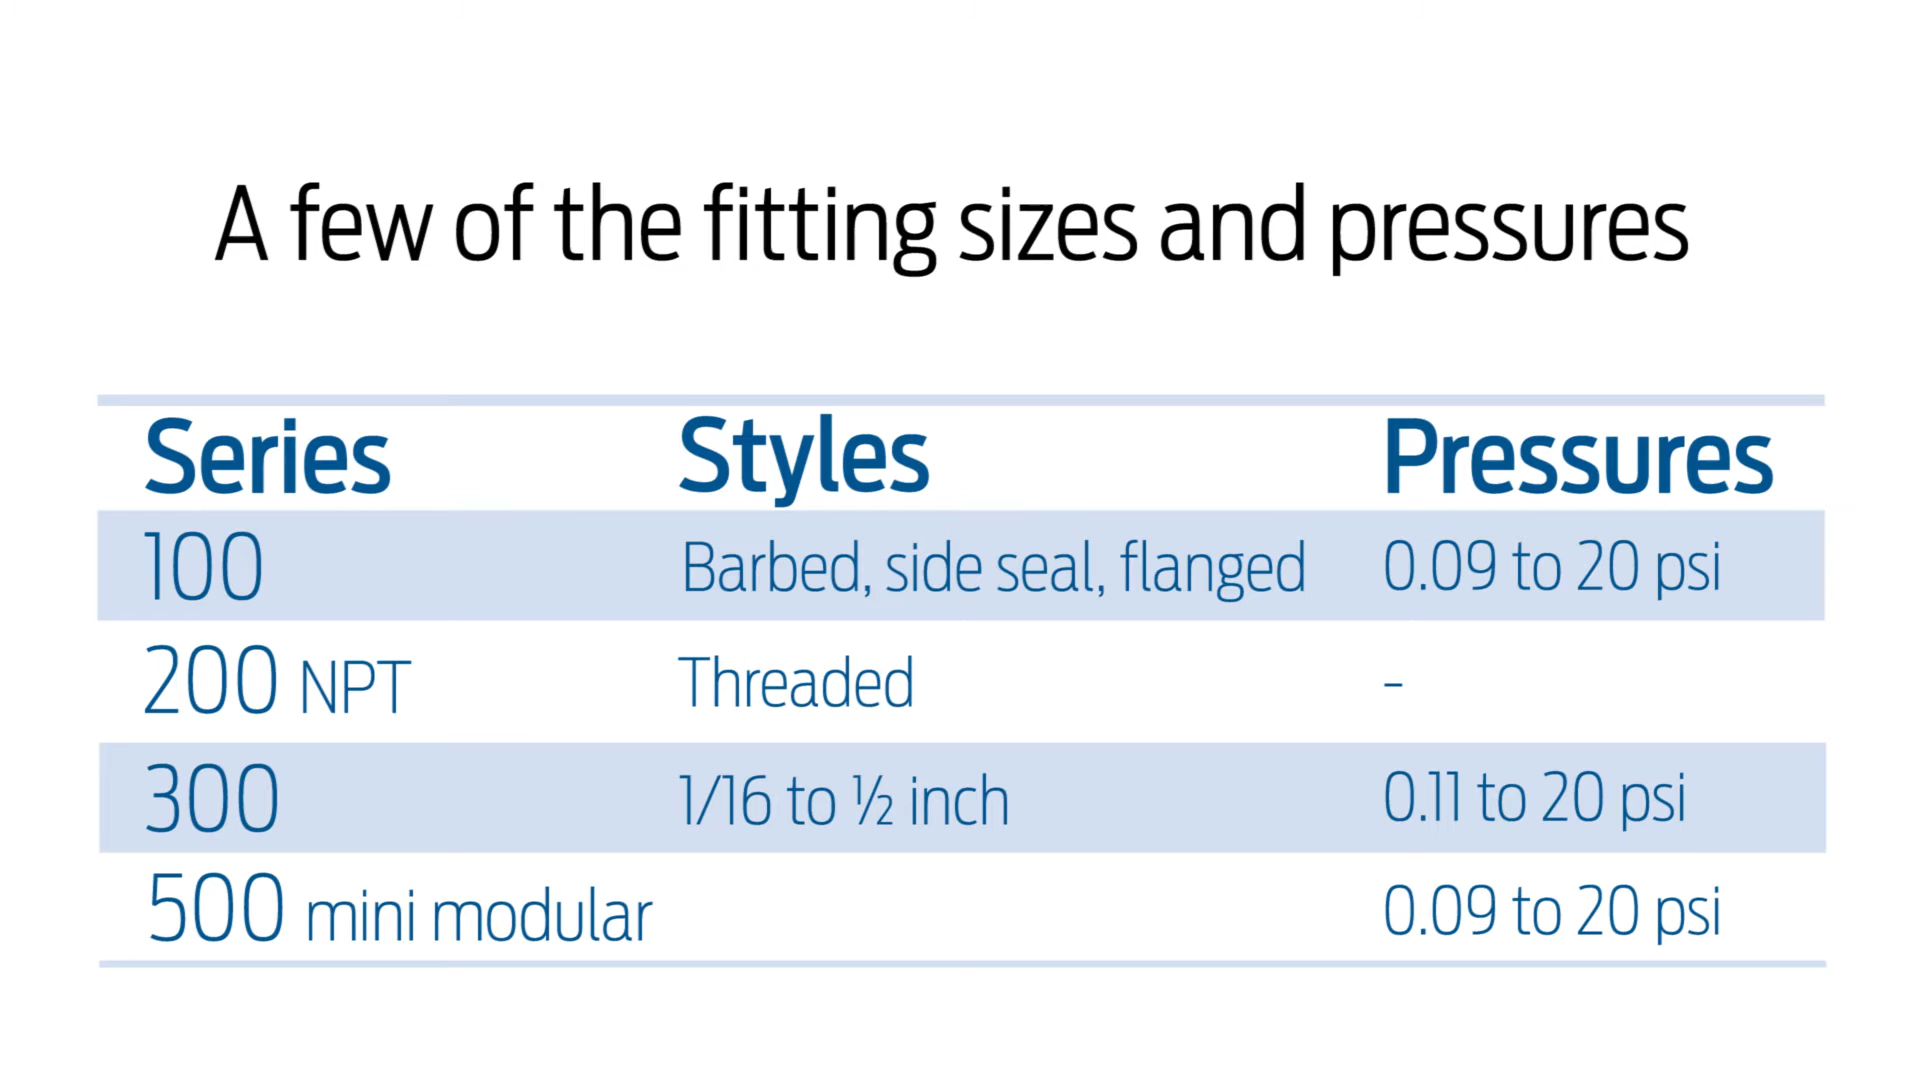 A few of the fitting sizes and pressures
Series Styles Pressures
100 Barbed, side seal, flanged 0.09 to 20 psi
200 NPT Threaded -
300 1/16 to ½ inch 0.11 to 20 psi
500 mini modular 0.09 to 20 psi